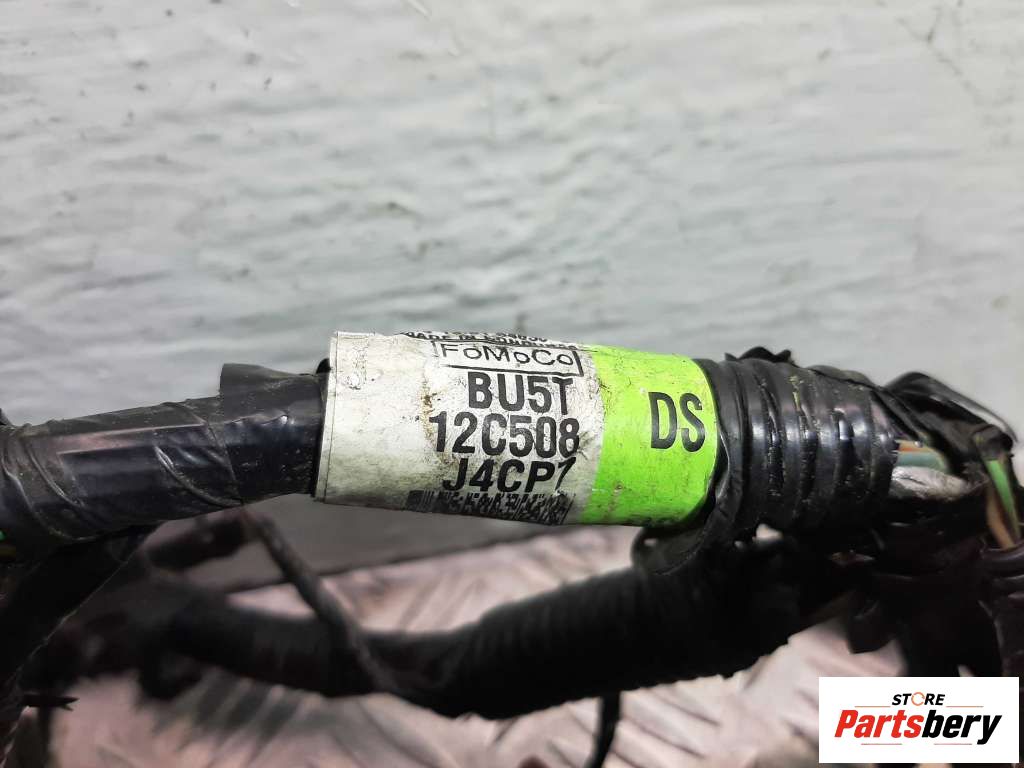 FoMoCo
BU5T
12C508
J4CP7
DS
STORE
Partsbery